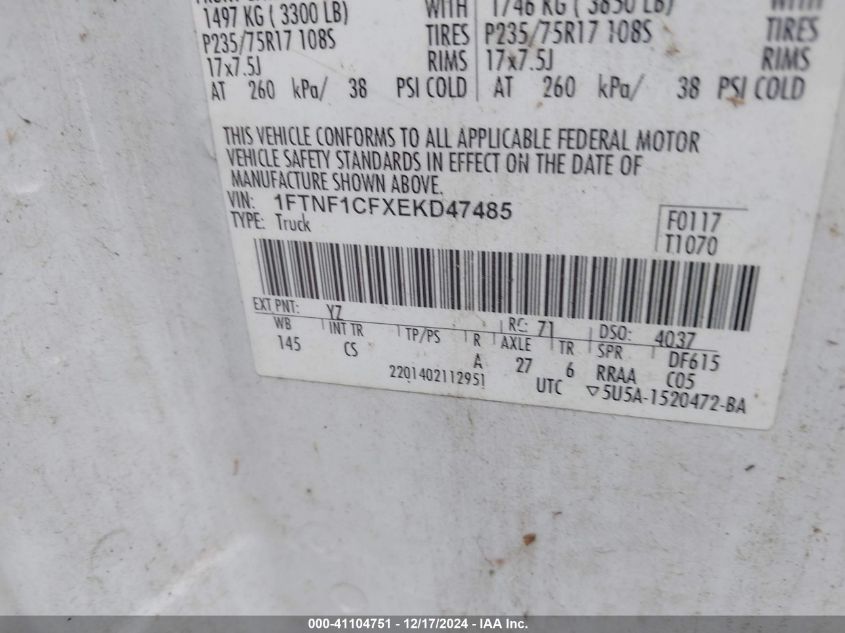 1497 KG ( 3300 LB) WITH 1746 KG ( 3850 LB) WITH
P235/75R17 108S TIRES P235/75R17 108S TIRES
17x7.5J RIMS 17x7.5J RIMS
AT 260 kPa/ 38 PSI COLD AT 260 kPa/ 38 PSI COLD
THIS VEHICLE CONFORMS TO ALL APPLICABLE FEDERAL MOTOR
VEHICLE SAFETY STANDARDS IN EFFECT ON THE DATE OF
MANUFACTURE SHOWN ABOVE.
VIN: 1FTNF1CFXEKD47485
TYPE: Truck
F0117
T1070
EXT PNT: YZ RC: 71 DSO: 4037
WB INT TR TP/PS R AXLE TR SPR DF615
145 CS A 27 6 RRAA C05
2201402112951 UTC ▽5U5A-1520472-BA
000-41104751 - 12/17/2024 - IAA Inc.